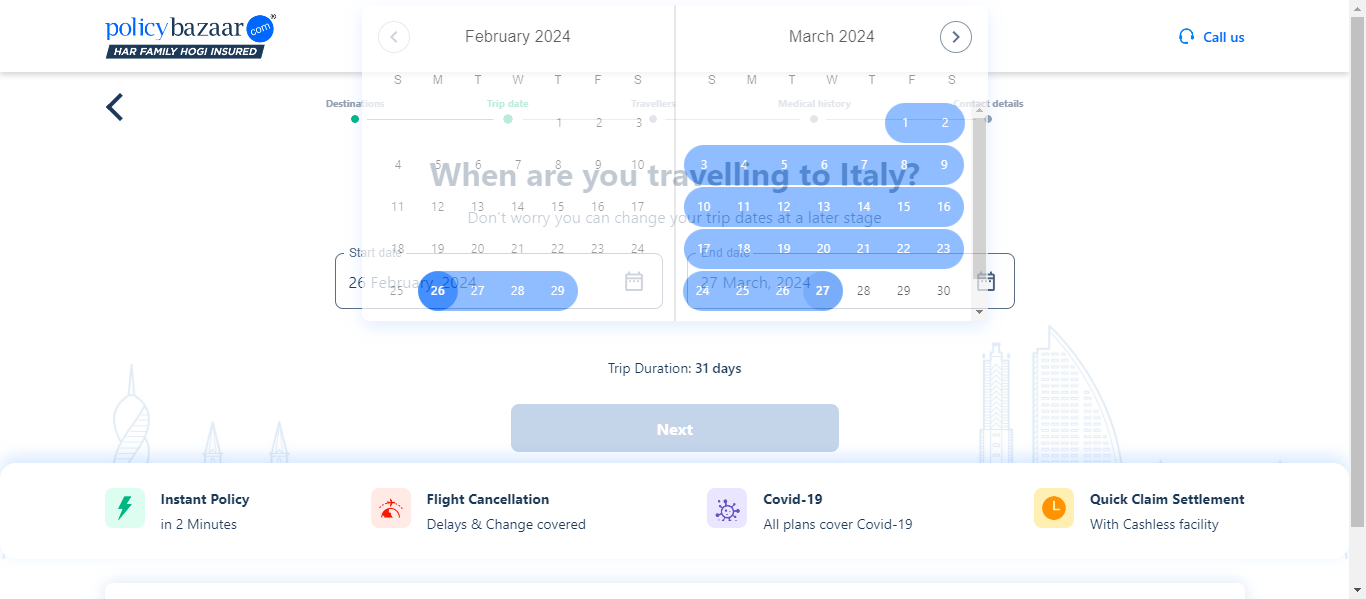 policybazaar.com
HAR FAMILY HOGI INSURED
Call us
February 2024
March 2024
S M T W T F S
S M T W T F S
Destinations
Trip date
Travellers
Medical history
Contact details
1 2 3
1 2
4 5 6 7 8 9 10
3 4 5 6 7 8 9
When are you travelling to Italy?
11 12 13 14 15 16 17
10 11 12 13 14 15 16
Don't worry you can change your trip dates at a later stage
18 19 20 21 22 23 24
17 18 19 20 21 22 23
Start date
End date
26 February, 2024
27 March, 2024
25 26 27 28 29
24 25 26 27 28 29 30
Trip Duration: 31 days
Next
Instant Policy
in 2 Minutes
Flight Cancellation
Delays & Change covered
Covid-19
All plans cover Covid-19
Quick Claim Settlement
With Cashless facility